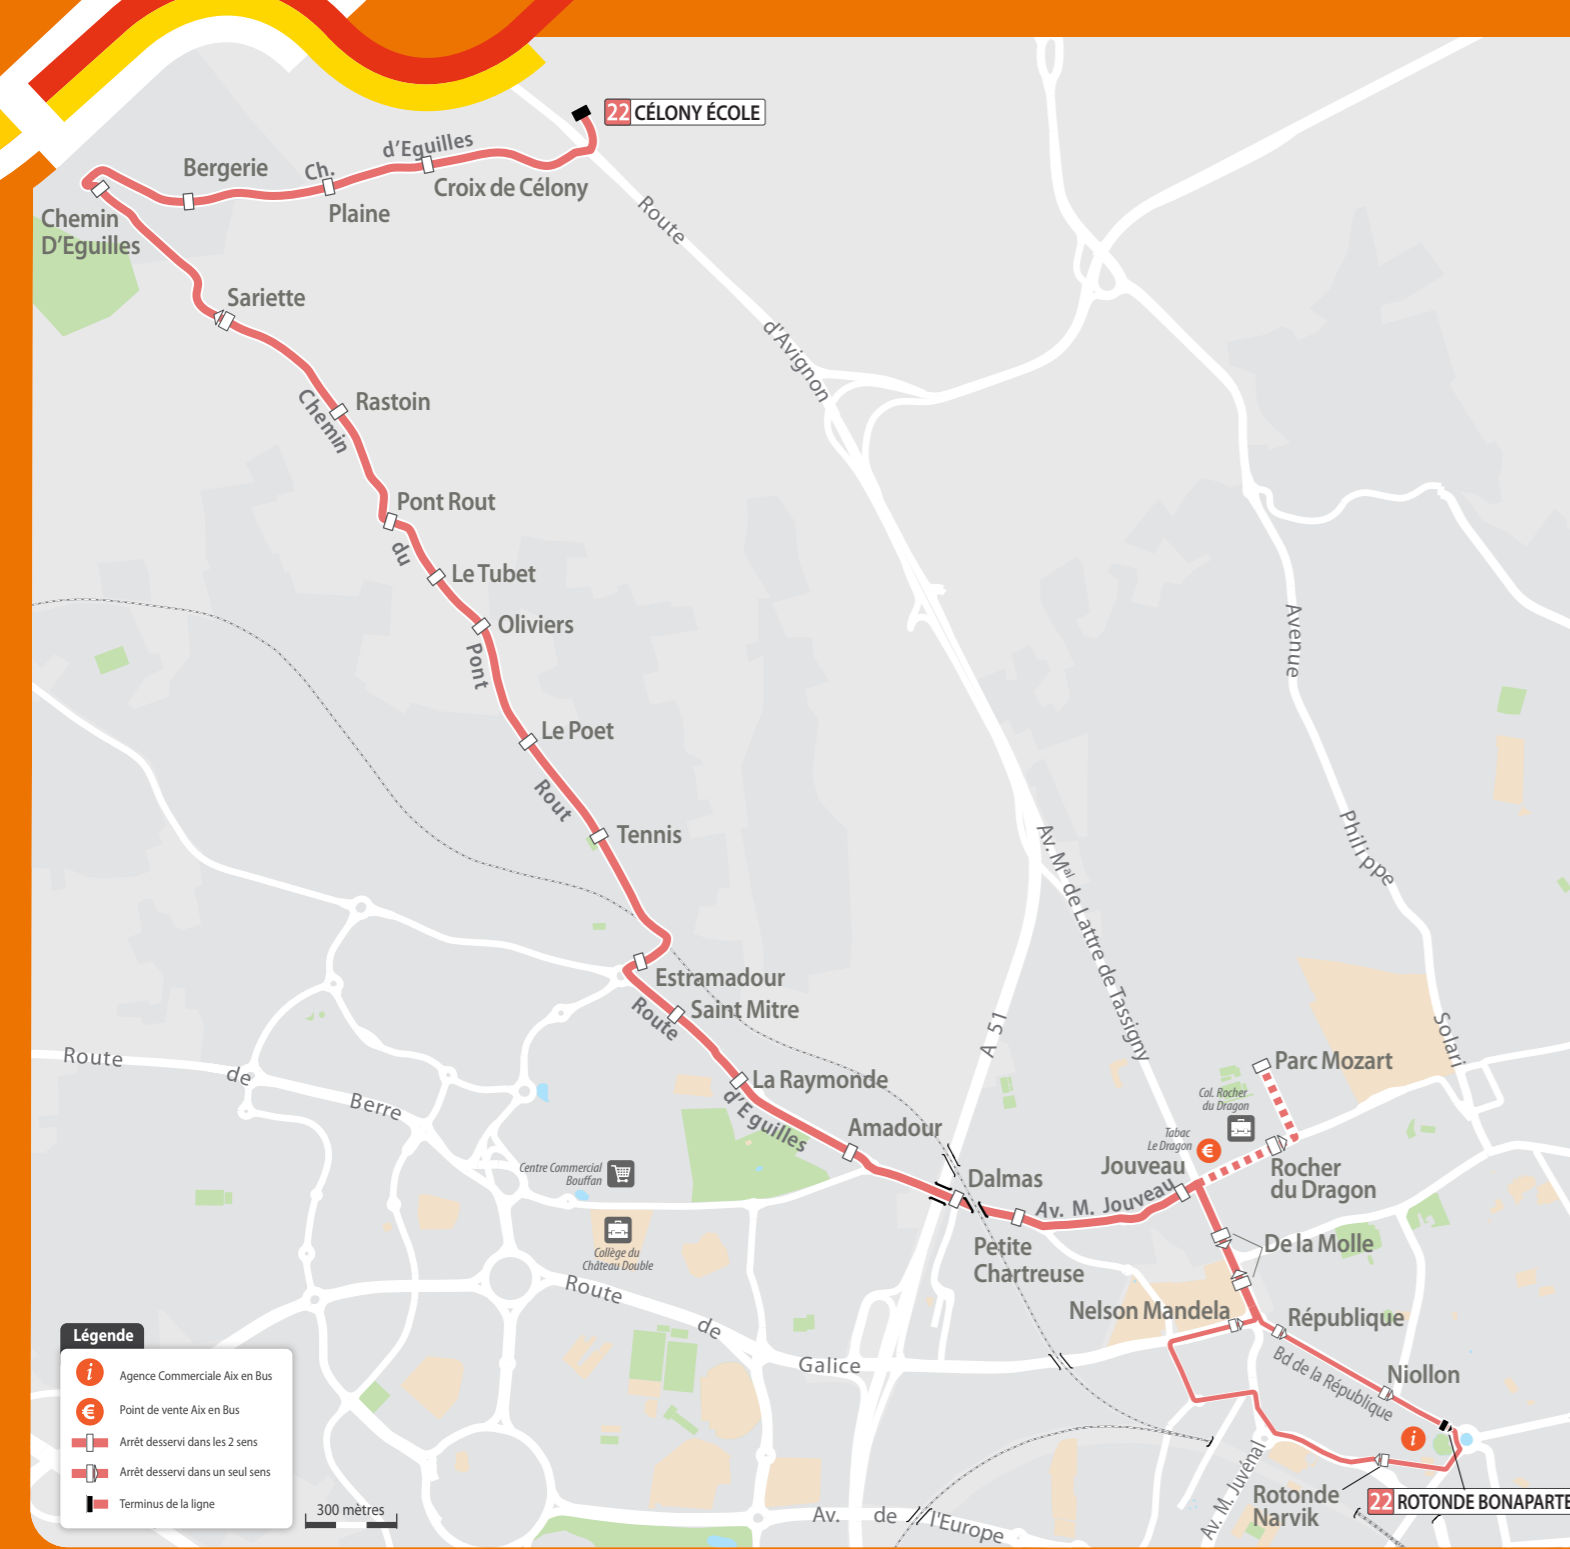 22 CÉLONY ÉCOLE
Bergerie
Ch.
d'Eguilles
Croix de Célony
Plaine
Chemin
D'Eguilles
Route
d'Avignon
Sariette
Rastoin
Chemin
Pont Rout
du
Le Tubet
Oliviers
Pont
Le Poet
Rout
Tennis
Avenue
Philippe
Solari
Av. Mal de Lattre de Tassigny
Estramadour
Saint Mitre
Route
La Raymonde
d'Eguilles
Amadour
A 51
Route
de
Berre
Parc Mozart
Col. Rocher
du Dragon
Tabac
Le Dragon
€
Jouveau
Rocher
du Dragon
Dalmas
Av. M. Jouveau
Centre Commercial
Bouffan
Collège du
Château Double
Petite
Chartreuse
De la Molle
Nelson Mandela
République
Bd de la République
Niollon
Route
de
Galice
i
Av. M. Juvénal
Rotonde
Narvik
22 ROTONDE BONAPARTE
Av. de l'Europe
Légende
i Agence Commerciale Aix en Bus
€ Point de vente Aix en Bus
Arrêt desservi dans les 2 sens
Arrêt desservi dans un seul sens
Terminus de la ligne
300 mètres